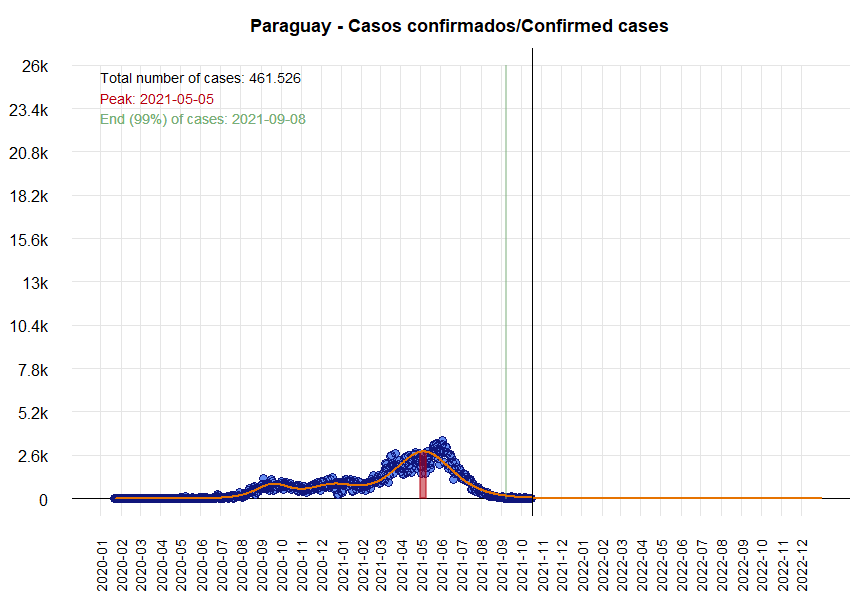 Paraguay - Casos confirmados/Confirmed cases
26k
Total number of cases: 461.526
Peak: 2021-05-05
23.4k
End (99%) of cases: 2021-09-08
20.8k
18.2k
15.6k
13k
10.4k
7.8k
5.2k
2.6k
0
2020-01
2020-02
2020-03
2020-04
2020-05
2020-06
2020-07
2020-08
2020-09
2020-10
2020-11
2020-12
2021-01
2021-02
2021-03
2021-04
2021-05
2021-06
2021-07
2021-08
2021-09
2021-10
2021-11
2021-12
2022-01
2022-02
2022-03
2022-04
2022-05
2022-06
2022-07
2022-08
2022-09
2022-10
2022-11
2022-12